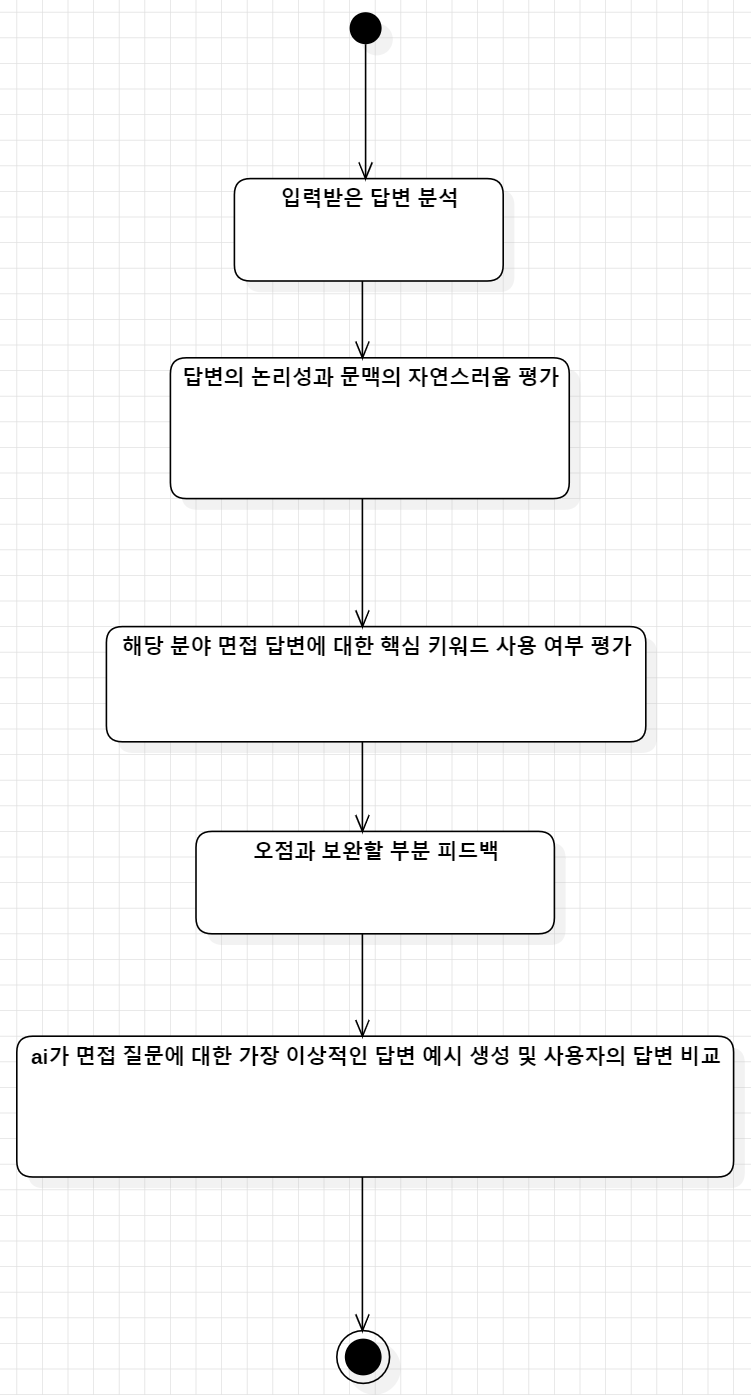 입력받은 답변 분석
답변의 논리성과 문맥의 자연스러움 평가
해당 분야 면접 답변에 대한 핵심 키워드 사용 여부 평가
오점과 보완할 부분 피드백
ai가 면접 질문에 대한 가장 이상적인 답변 예시 생성 및 사용자의 답변 비교